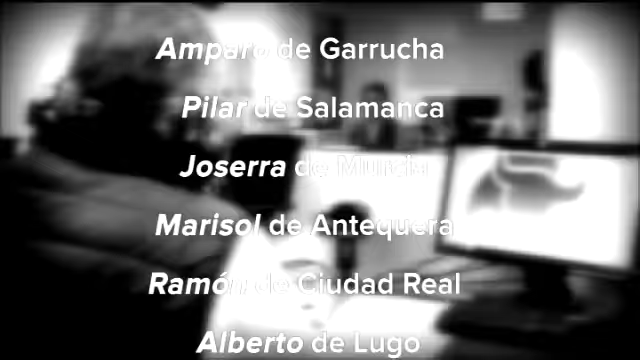 Amparo de Garrucha
Pilar de Salamanca
Joserra de Murcia
Marisol de Antequera
Ramón de Ciudad Real
Alberto de Lugo